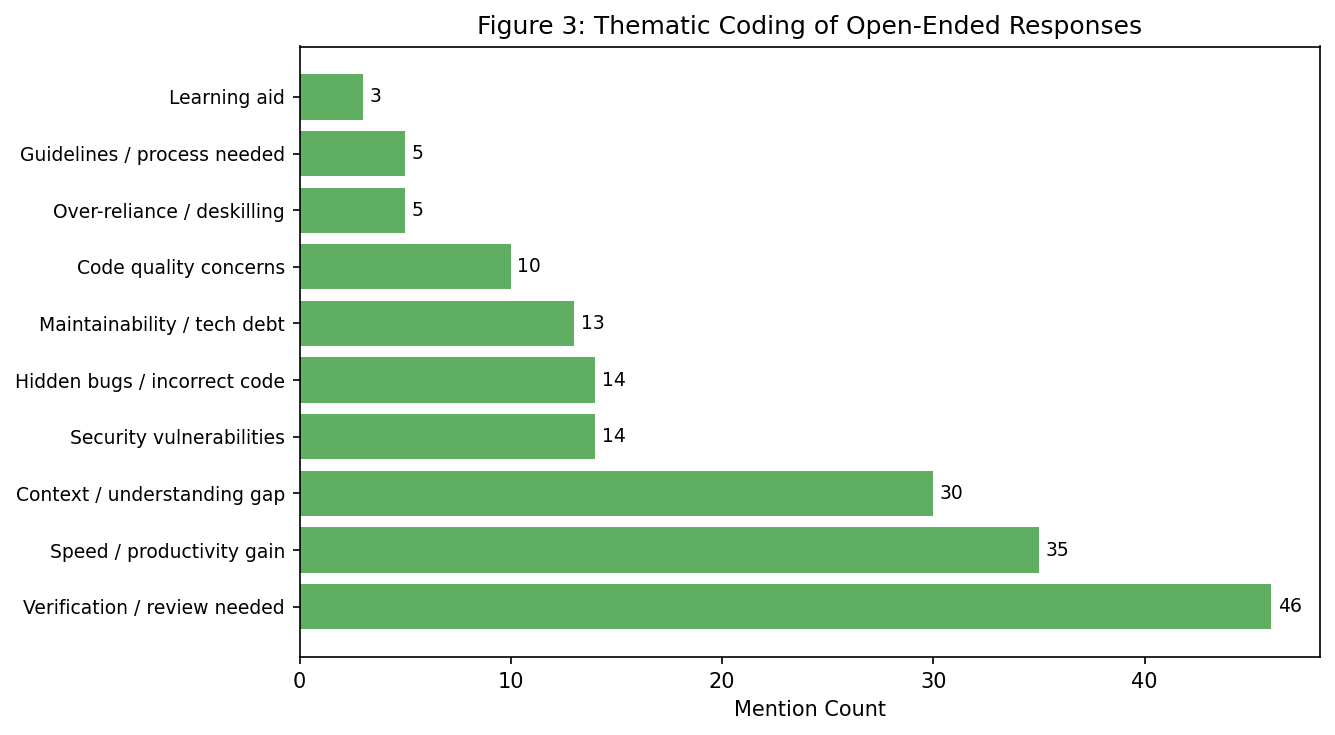 Figure 3: Thematic Coding of Open-Ended Responses
Learning aid 3
Guidelines / process needed 5
Over-reliance / deskilling 5
Code quality concerns 10
Maintainability / tech debt 13
Hidden bugs / incorrect code 14
Security vulnerabilities 14
Context / understanding gap 30
Speed / productivity gain 35
Verification / review needed 46
0 10 20 30 40
Mention Count